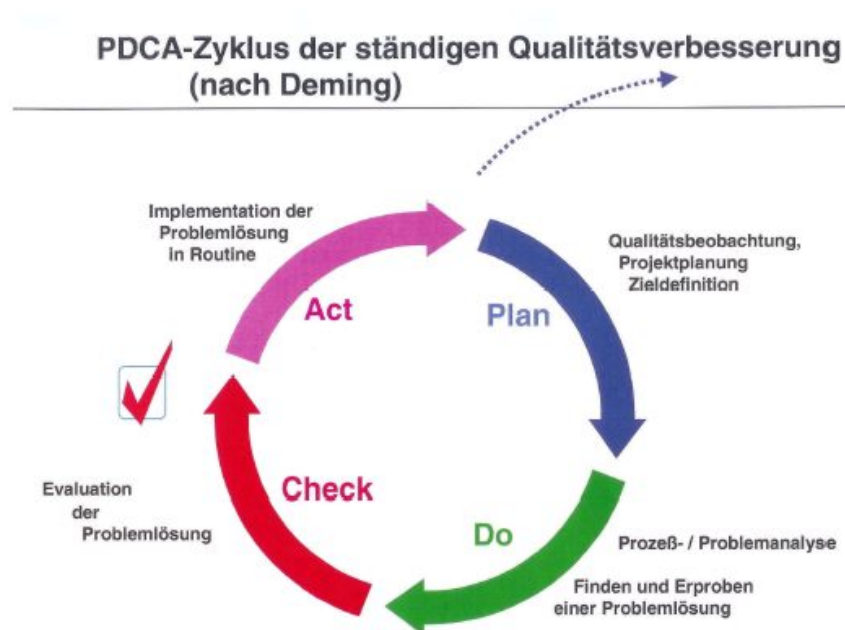 PDCA-Zyklus der ständigen Qualitätsverbesserung
(nach Deming)
Implementation der
Problemlösung
in Routine
Act
Plan
Qualitätsbeobachtung,
Projektplanung
Zieldefinition
Check
Evaluation
der
Problemlösung
Do
Prozeß- / Problemanalyse
Finden und Erproben
einer Problemlösung